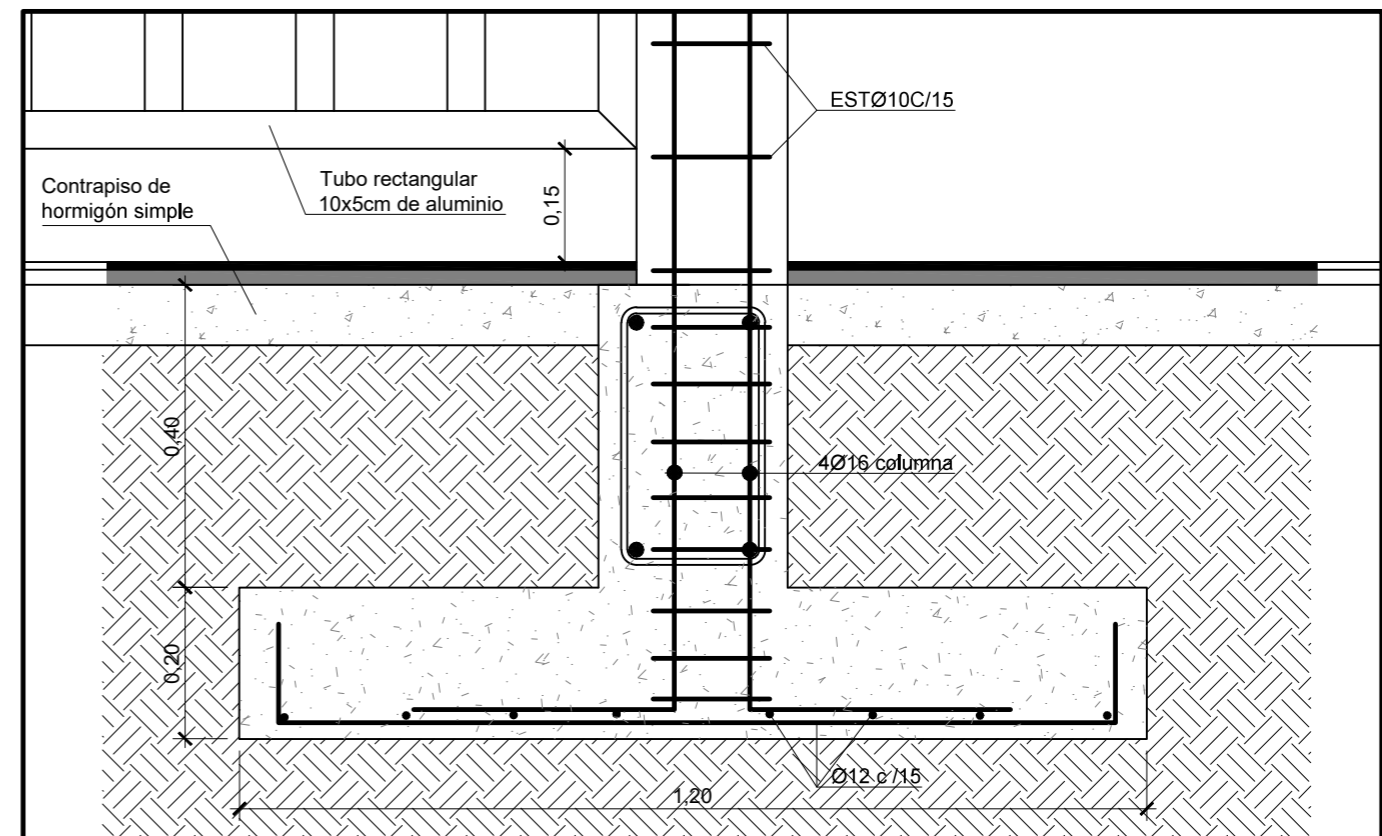 ESTØ10C/15
Contrapiso de
hormigón simple
Tubo rectangular
10x5cm de aluminio
0,15
0,40
4Ø16 columna
0,20
Ø12 c /15
1,20